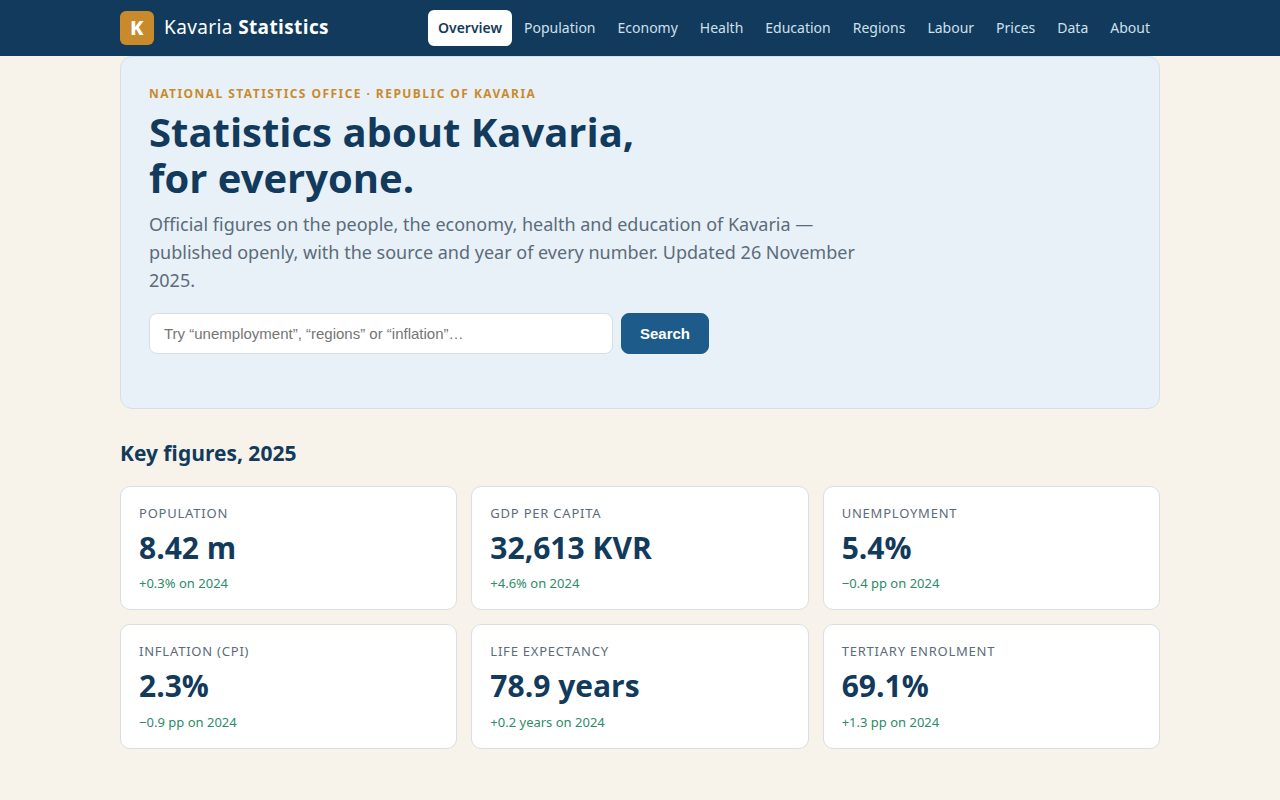 K Kavaria Statistics
Overview Population Economy Health Education Regions Labour Prices Data About
NATIONAL STATISTICS OFFICE · REPUBLIC OF KAVARIA
Statistics about Kavaria,
for everyone.
Official figures on the people, the economy, health and education of Kavaria —
published openly, with the source and year of every number. Updated 26 November
2025.
Try “unemployment”, “regions” or “inflation”…
Search
Key figures, 2025
POPULATION
8.42 m
+0.3% on 2024
GDP PER CAPITA
32,613 KVR
+4.6% on 2024
UNEMPLOYMENT
5.4%
−0.4 pp on 2024
INFLATION (CPI)
2.3%
−0.9 pp on 2024
LIFE EXPECTANCY
78.9 years
+0.2 years on 2024
TERTIARY ENROLMENT
69.1%
+1.3 pp on 2024